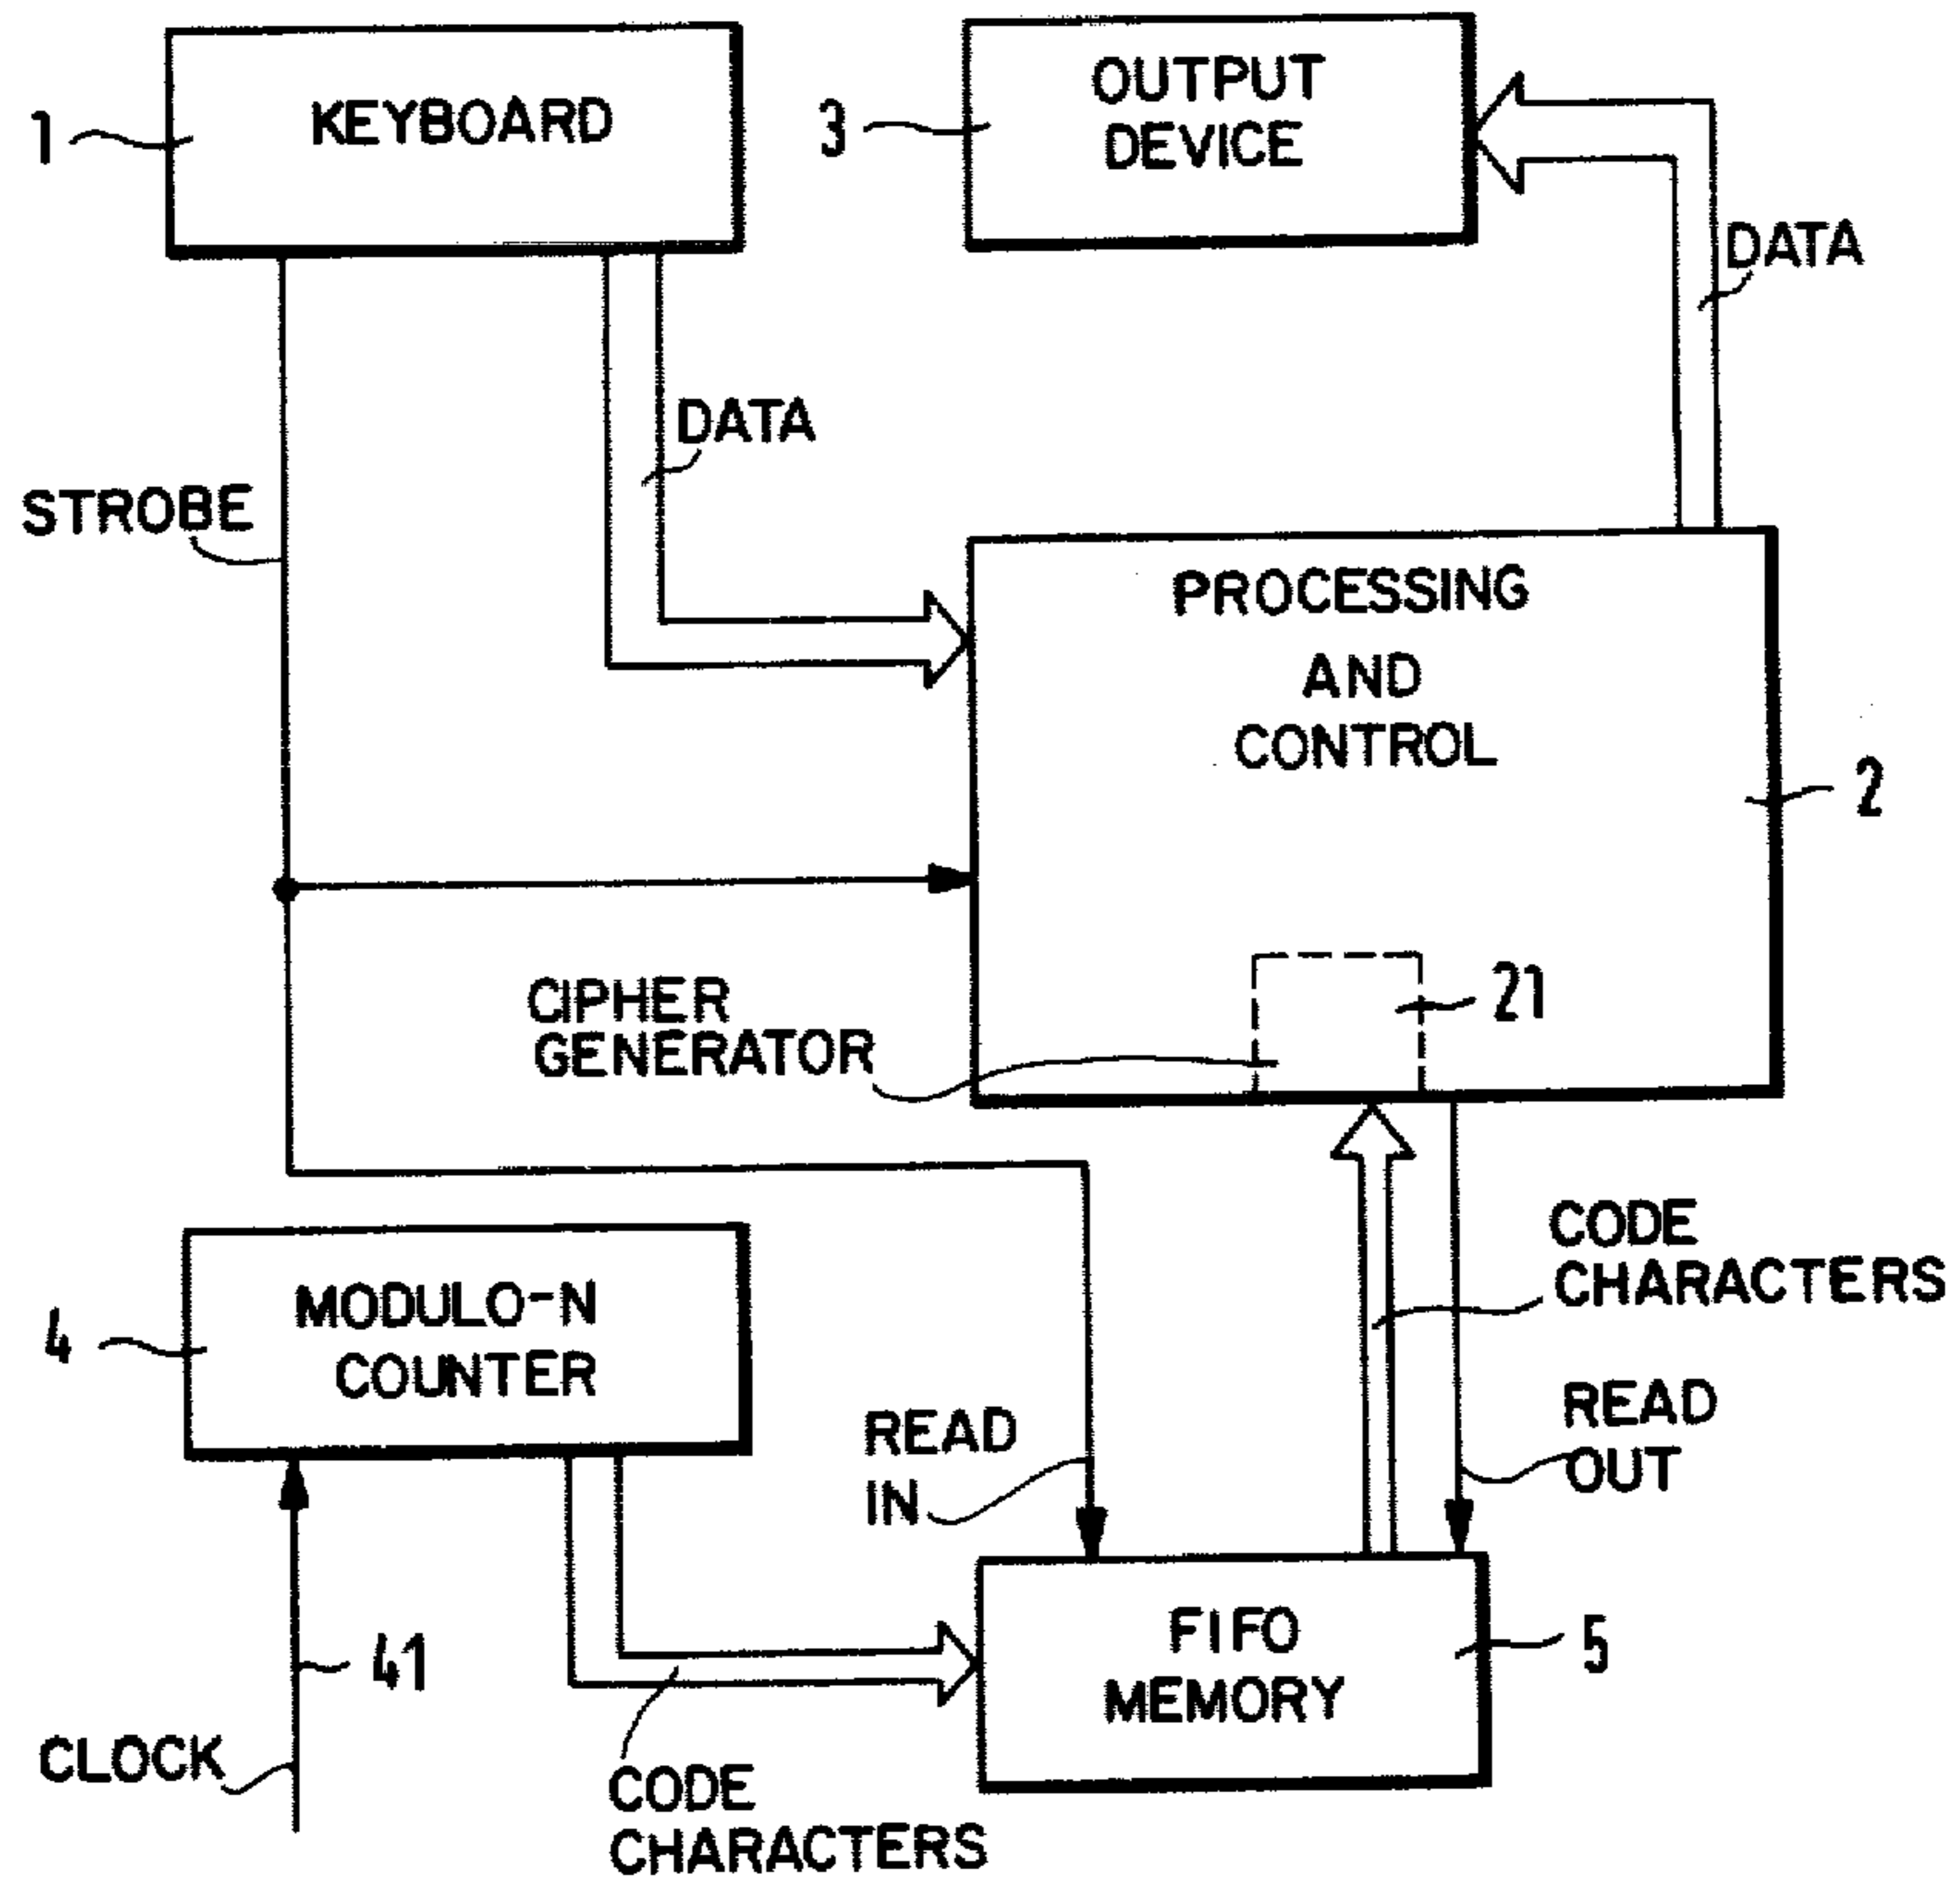 KEYBOARD
1
OUTPUT
DEVICE
3
DATA
DATA
STROBE
PROCESSING
AND
CONTROL
2
CIPHER
GENERATOR
21
MODULO-N
COUNTER
4
CODE
CHARACTERS
READ
IN
READ
OUT
FIFO
MEMORY
5
41
CLOCK
CODE
CHARACTERS